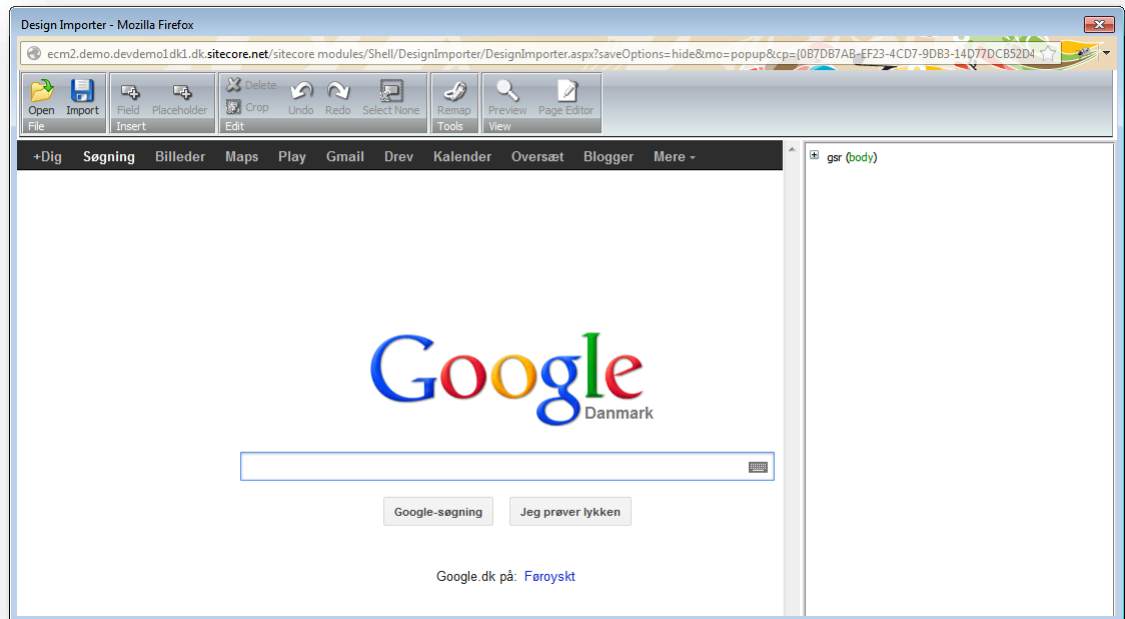 Design Importer - Mozilla Firefox
ecm2.demo.devdemo1dk1.dk.sitecore.net/sitecore modules/Shell/DesignImporter/DesignImporter.aspx?saveOptions=hide&mo=popup&cp={0B7DB7AB-EF23-4CD7-9DB3-14D77DCB52D4
Delete
Crop
Open Import Field Placeholder Undo Redo Select None Remap Preview Page Editor
File Insert Edit Tools View
+Dig Søgning Billeder Maps Play Gmail Drev Kalender Oversæt Blogger Mere
gsr (body)
Google
Danmark
Google-søgning Jeg prøver lykken
Google.dk på: Føroyskt